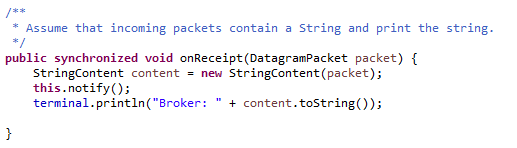 /**
 * Assume that incoming packets contain a String and print the string.
 */
public synchronized void onReceipt(DatagramPacket packet) {
    StringContent content = new StringContent(packet);
    this.notify();
    terminal.println("Broker: " + content.toString());

}